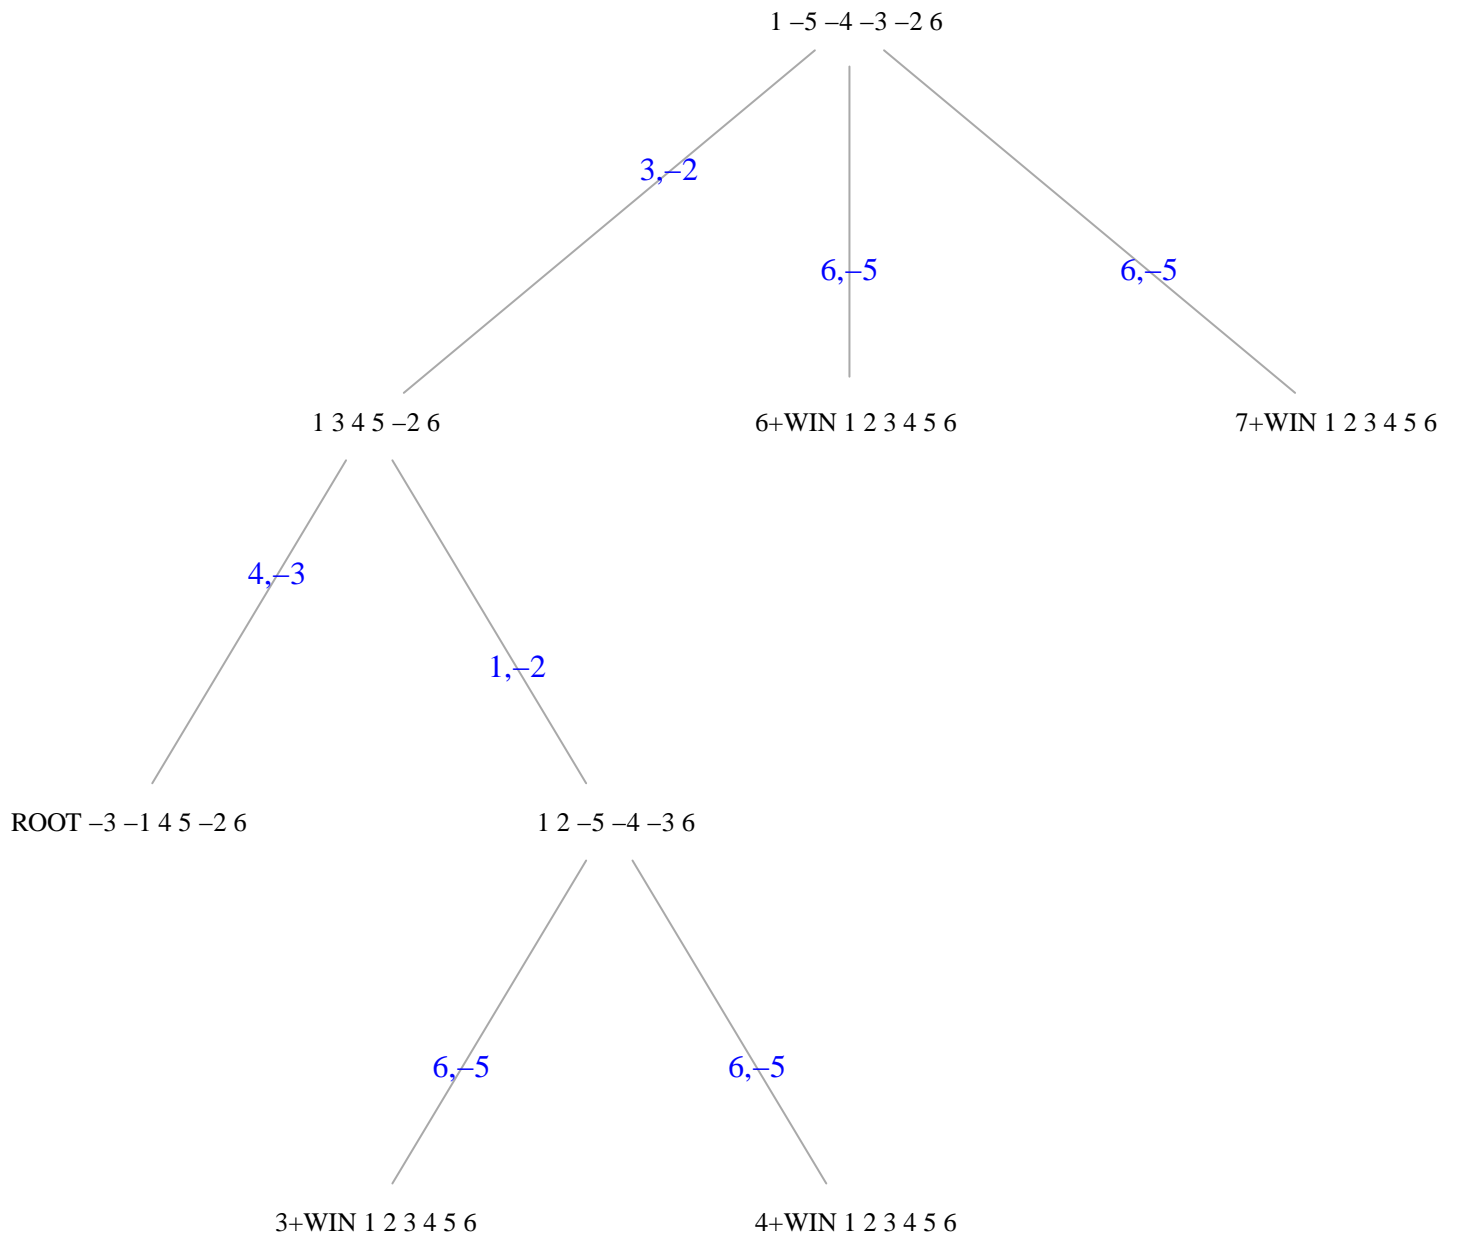 1 –5 –4 –3 –2 6
3,–2
6,–5
6,–5
1 3 4 5 –2 6
6+WIN 1 2 3 4 5 6
7+WIN 1 2 3 4 5 6
4,–3
1,–2
ROOT –3 –1 4 5 –2 6
1 2 –5 –4 –3 6
6,–5
6,–5
3+WIN 1 2 3 4 5 6
4+WIN 1 2 3 4 5 6